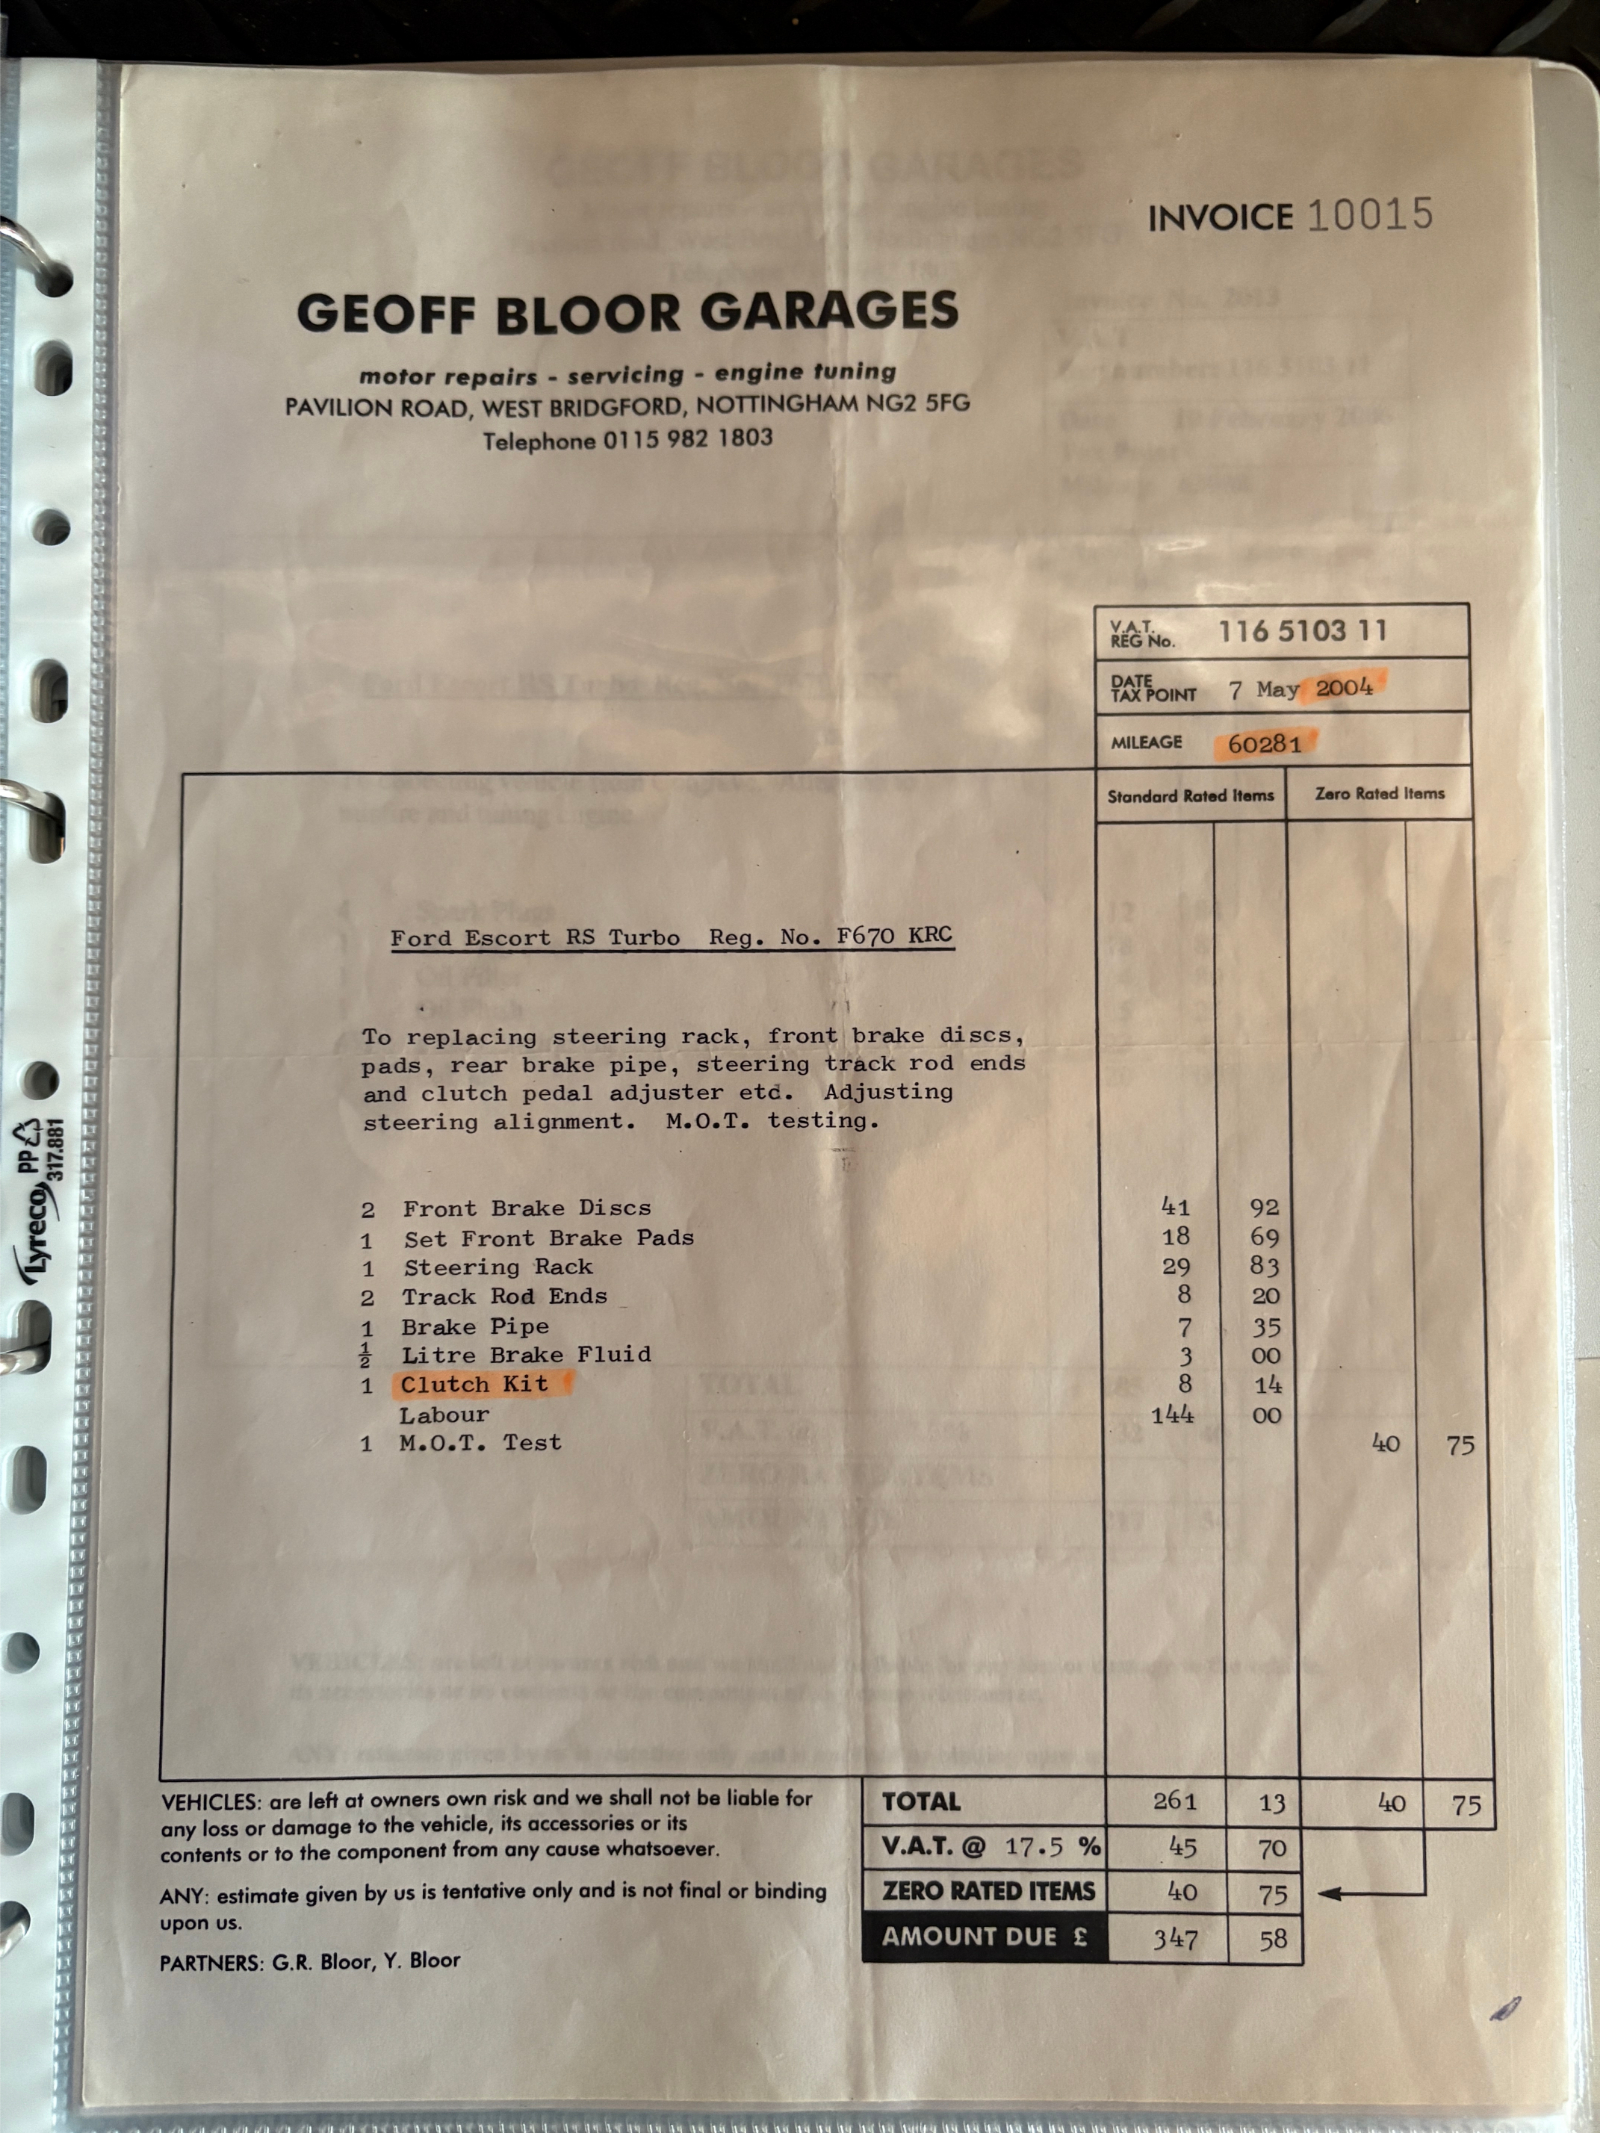 INVOICE 10015
GEOFF BLOOR GARAGES
motor repairs - servicing - engine tuning
PAVILION ROAD, WEST BRIDGFORD, NOTTINGHAM NG2 5FG
Telephone 0115 982 1803
V.A.T. REG No. 116 5103 11
DATE TAX POINT 7 May 2004
MILEAGE 60281
Standard Rated Items Zero Rated Items
Ford Escort RS Turbo Reg. No. F670 KRC
To replacing steering rack, front brake discs,
pads, rear brake pipe, steering track rod ends
and clutch pedal adjuster etc. Adjusting
steering alignment. M.O.T. testing.
2 Front Brake Discs 41 92
1 Set Front Brake Pads 18 69
1 Steering Rack 29 83
2 Track Rod Ends 8 20
1 Brake Pipe 7 35
½ Litre Brake Fluid 3 00
1 Clutch Kit 8 14
Labour 144 00
1 M.O.T. Test 40 75
TOTAL 261 13 40 75
V.A.T. @ 17.5 % 45 70
ZERO RATED ITEMS 40 75
AMOUNT DUE £ 347 58
VEHICLES: are left at owners own risk and we shall not be liable for
any loss or damage to the vehicle, its accessories or its
contents or to the component from any cause whatsoever.
ANY: estimate given by us is tentative only and is not final or binding
upon us.
PARTNERS: G.R. Bloor, Y. Bloor
Lyreco PP
317.881